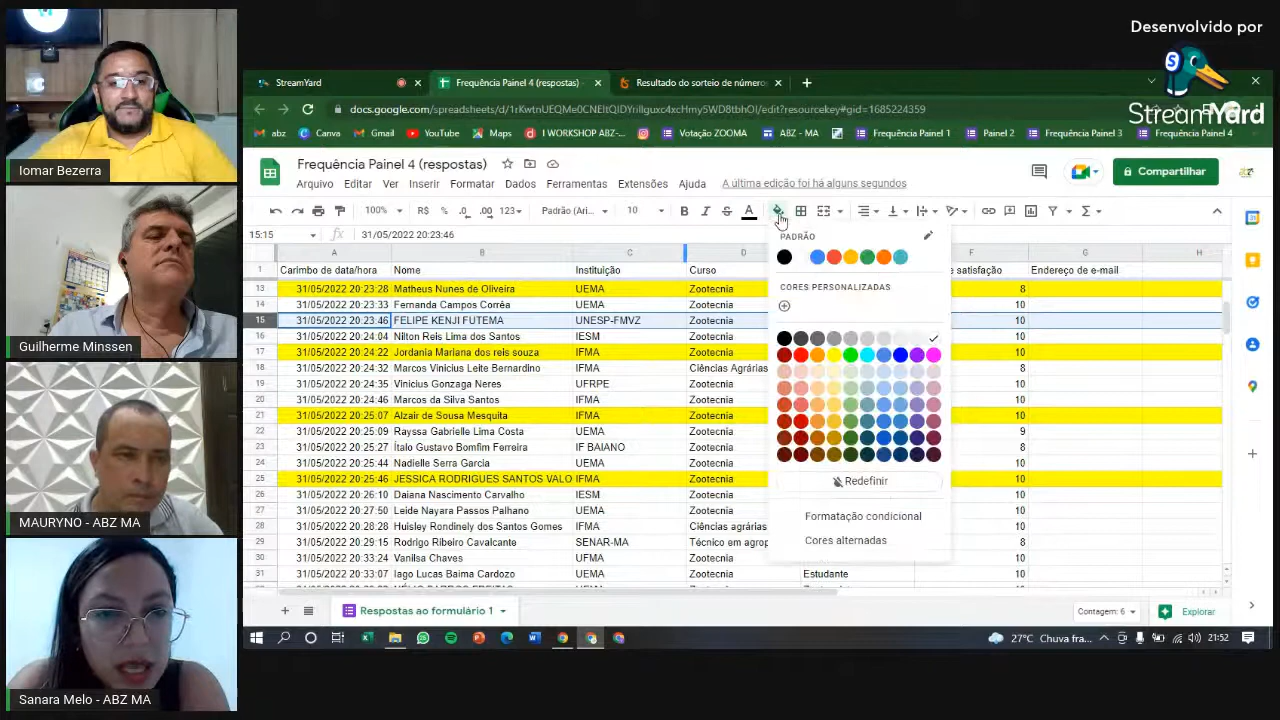 Desenvolvido por
StreamYard
Iomar Bezerra
Guilherme Minssen
MAURYNO - ABZ MA
Sanara Melo - ABZ MA
StreamYard
Frequência Painel 4 (respostas) -
Resultado do sorteio de número
docs.google.com/spreadsheets/d/1rKwtnUEQMe0CNEItQIDYrillguxc4xcHmy5WD8tbhOI/edit?resourcekey#gid=1685224359
abz Canva Gmail YouTube Maps I WORKSHOP ABZ-... Votação ZOOMA ABZ - MA Frequência Painel 1 Painel 2 Frequência Painel 3 Frequência Painel 4
Frequência Painel 4 (respostas)
Arquivo Editar Ver Inserir Formatar Dados Ferramentas Extensões Ajuda A última edição foi há alguns segundos
Compartilhar
100% R$ % .0 .00 123 Padrão (Ari... 10 B I S A
15:15 fx 31/05/2022 20:23:46
A B C D F G H
1 Carimbo de data/hora Nome Instituição Curso e satisfação Endereço de e-mail
13 31/05/2022 20:23:28 Matheus Nunes de Oliveira UEMA Zootecnia 8
14 31/05/2022 20:23:33 Fernanda Campos Corrêa UEMA Zootecnia 10
15 31/05/2022 20:23:46 FELIPE KENJI FUTEMA UNESP-FMVZ Zootecnia 10
16 31/05/2022 20:24:04 Nilton Reis Lima dos Santos IESM Zootecnia 10
17 31/05/2022 20:24:22 Jordania Mariana dos reis souza IFMA Zootecnia 10
18 31/05/2022 20:24:32 Marcos Vinicius Leite Bernardino IFMA Ciências Agrárias 8
19 31/05/2022 20:24:35 Vinicius Gonzaga Neres UFRPE Zootecnia 10
20 31/05/2022 20:24:46 Marcos da Silva Santos IFMA Zootecnia 10
21 31/05/2022 20:25:07 Alzair de Sousa Mesquita IFMA Zootecnia 10
22 31/05/2022 20:25:09 Rayssa Gabrielle Lima Costa UEMA Zootecnia 9
23 31/05/2022 20:25:27 Ítalo Gustavo Bomfim Ferreira IF BAIANO Zootecnia 8
24 31/05/2022 20:25:44 Nadielle Serra Garcia UEMA Zootecnia 10
25 31/05/2022 20:25:46 JESSICA RODRIGUES SANTOS VALO IFMA Zootecnia 10
26 31/05/2022 20:26:10 Daiana Nascimento Carvalho IESM Zootecnia 10
27 31/05/2022 20:26:50 Leide Nayara Passos Palhano UEMA Zootecnia 10
28 31/05/2022 20:28:28 Huisley Rondinely dos Santos Gomes IFMA Ciências agrárias 10
29 31/05/2022 20:29:15 Rodrigo Ribeiro Cavalcante SENAR-MA Técnico em agrop 8
30 31/05/2022 20:33:24 Vanilsa Chaves UFMA Zootecnia 10
31 31/05/2022 20:33:07 Iago Lucas Baima Cardozo UEMA Zootecnia Estudante 10
PADRÃO
CORES PERSONALIZADAS
Redefinir
Formatação condicional
Cores alternadas
Respostas ao formulário 1
Contagem: 6
Explorar
27°C Chuva fra... 21:52